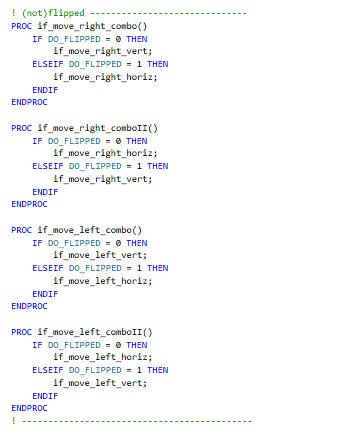 ! (not)flipped ------------------------------
PROC if_move_right_combo()
    IF DO_FLIPPED = 0 THEN
        if_move_right_vert;
    ELSEIF DO_FLIPPED = 1 THEN
        if_move_right_horiz;
    ENDIF
ENDPROC

PROC if_move_right_comboII()
    IF DO_FLIPPED = 0 THEN
        if_move_right_horiz;
    ELSEIF DO_FLIPPED = 1 THEN
        if_move_right_vert;
    ENDIF
ENDPROC

PROC if_move_left_combo()
    IF DO_FLIPPED = 0 THEN
        if_move_left_vert;
    ELSEIF DO_FLIPPED = 1 THEN
        if_move_left_horiz;
    ENDIF
ENDPROC

PROC if_move_left_comboII()
    IF DO_FLIPPED = 0 THEN
        if_move_left_horiz;
    ELSEIF DO_FLIPPED = 1 THEN
        if_move_left_vert;
    ENDIF
ENDPROC
! --------------------------------------------